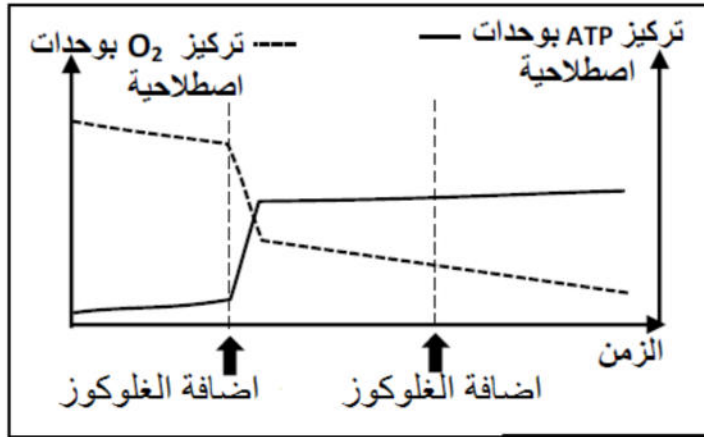 تركيز ATP بوحدات
اصطلاحية
تركيز O₂ بوحدات
اصطلاحية
الزمن
اضافة الغلوكوز
اضافة الغلوكوز